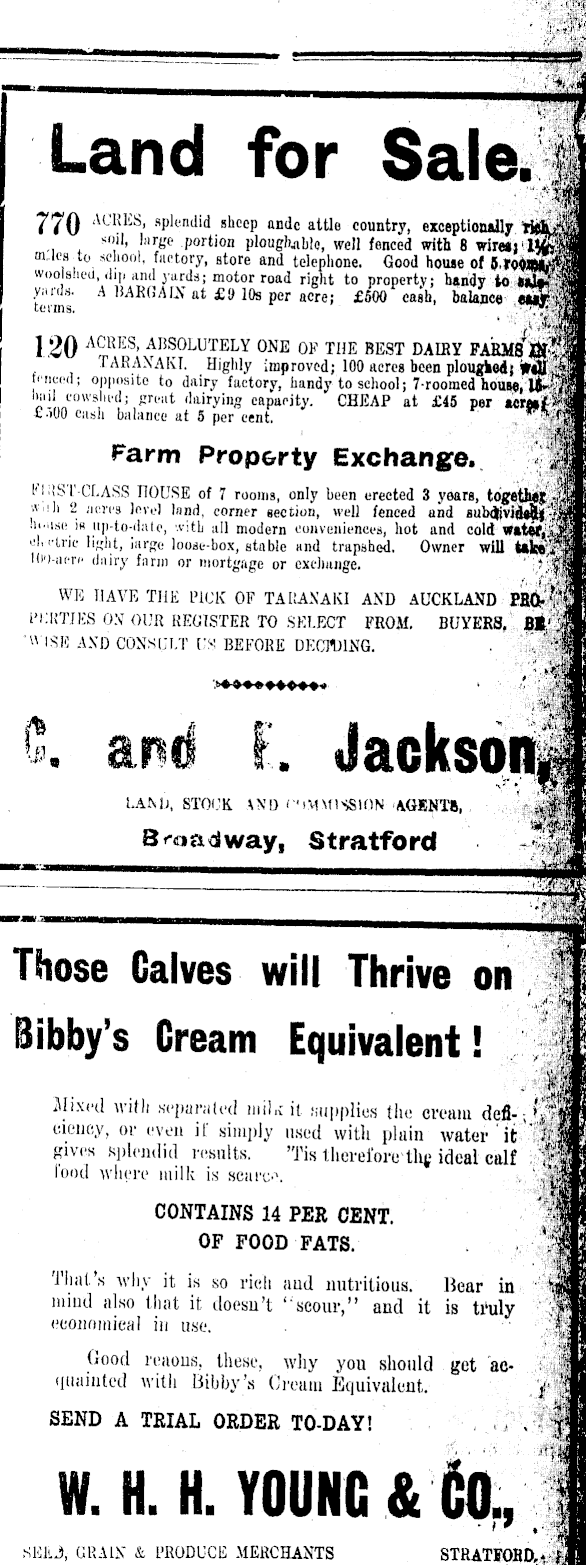 Land for Sale.
770 ACRES, splendid sheep andc attle country, exceptionally rich
soil, large portion ploughable, well fenced with 8 wires; 1½
miles to school, factory, store and telephone. Good house of 5 rooms,
woolshed, dip and yards; motor road right to property; handy to sale-
yards. A BARGAIN at £9 10s per acre; £500 cash, balance easy
terms.
120 ACRES, ABSOLUTELY ONE OF THE BEST DAIRY FARMS IN
TARANAKI. Highly improved; 100 acres been ploughed; well
fenced; opposite to dairy factory, handy to school; 7-roomed house,
bail cowshed; great dairying capacity. CHEAP at £45 per acre;
£500 cash balance at 5 per cent.
Farm Property Exchange.
FIRST-CLASS HOUSE of 7 rooms, only been erected 3 years, together
with 2 acres level land, corner section, well fenced and subdivided;
house is up-to-date, with all modern conveniences, hot and cold water,
electric light, large loose-box, stable and trapshed. Owner will take
100-acre dairy farm or mortgage or exchange.
WE HAVE THE PICK OF TARANAKI AND AUCKLAND PRO-
PERTIES ON OUR REGISTER TO SELECT FROM. BUYERS, BE
WISE AND CONSULT US BEFORE DECIDING.
C. and F. Jackson,
LAND, STOCK AND COMMISSION AGENTS,
Broadway, Stratford
Those Calves will Thrive on
Bibby's Cream Equivalent!
Mixed with separated milk it supplies the cream defi-
ciency, or even if simply used with plain water it
gives splendid results. 'Tis therefore the ideal calf
food where milk is scarce.
CONTAINS 14 PER CENT.
OF FOOD FATS.
That's why it is so rich and nutritious. Bear in
mind also that it doesn't "scour," and it is truly
economical in use.
Good reaons, these, why you should get ac-
quainted with Bibby's Cream Equivalent.
SEND A TRIAL ORDER TO-DAY!
W. H. H. YOUNG & CO.,
SEED, GRAIN & PRODUCE MERCHANTS STRATFORD.